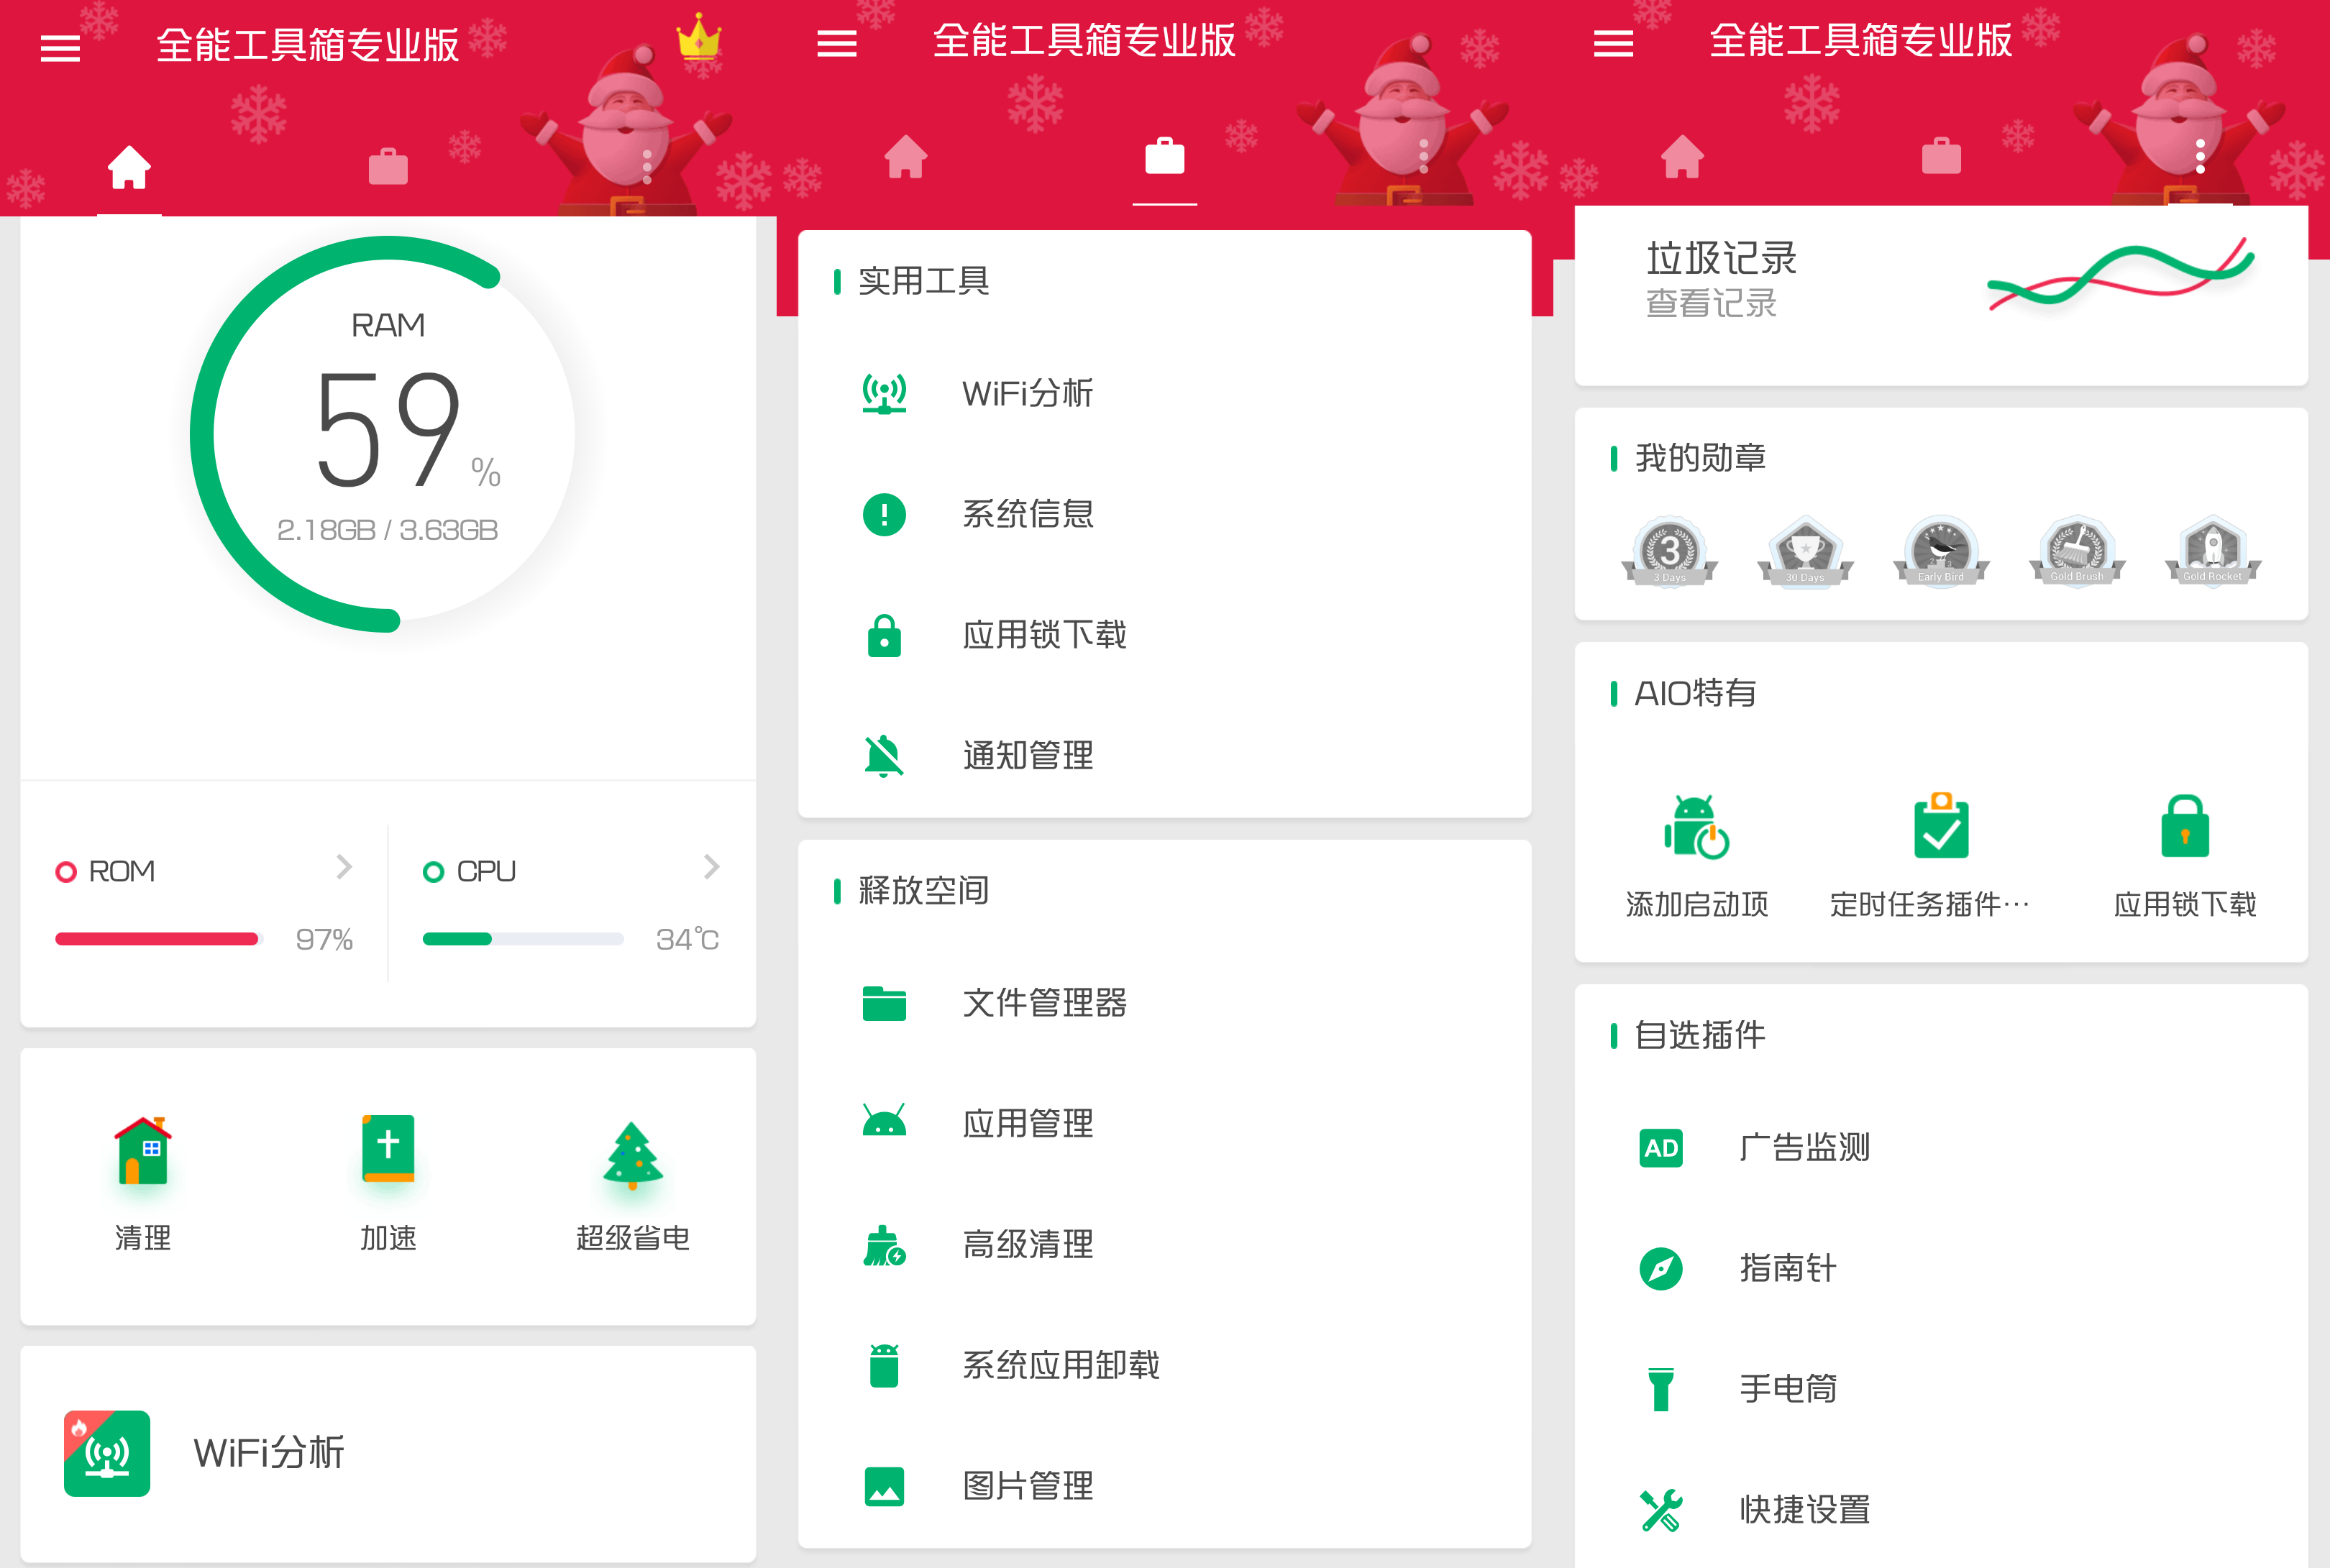 全能工具箱专业版
RAM
59%
2.18GB / 3.63GB
ROM
97%
CPU
34℃
清理
加速
超级省电
WiFi分析
全能工具箱专业版
实用工具
WiFi分析
系统信息
应用锁下载
通知管理
释放空间
文件管理器
应用管理
高级清理
系统应用卸载
图片管理
全能工具箱专业版
垃圾记录
查看记录
我的勋章
3
3 Days
30 Days
Early Bird
Gold Brush
Gold Rocket
AIO特有
添加启动项
定时任务插件…
应用锁下载
自选插件
AD
广告监测
指南针
手电筒
快捷设置